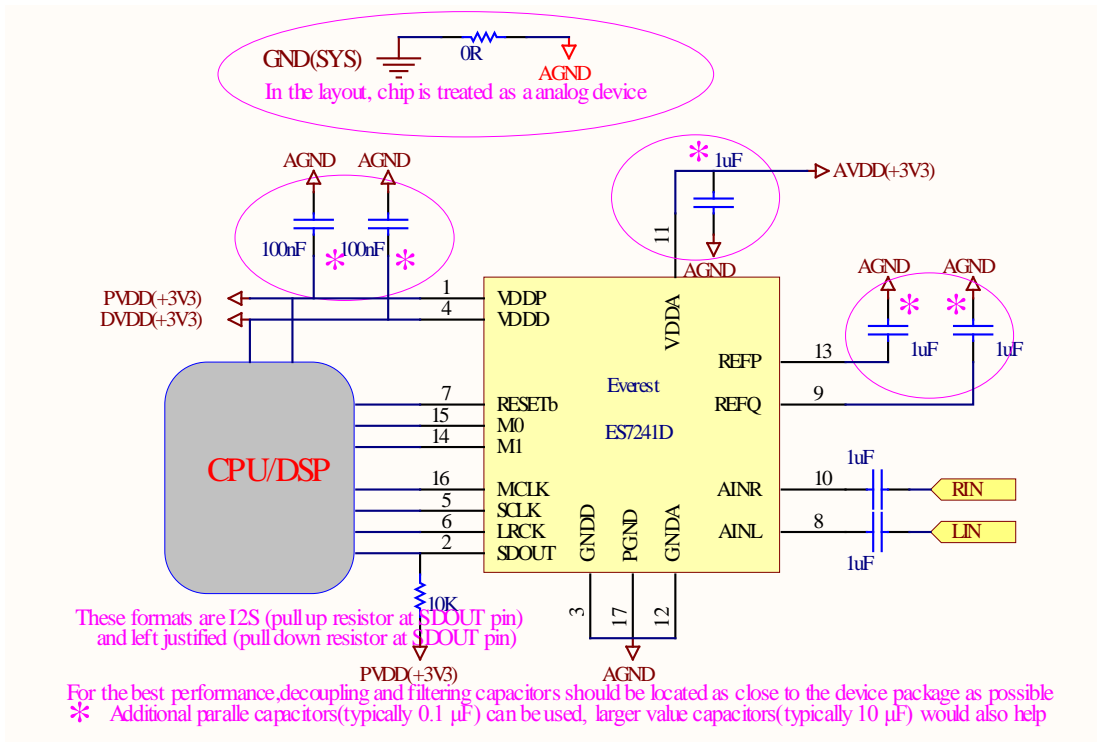 GND(SYS)
0R
AGND
In the layout, chip is treated as a analog device
AGND
AGND
100nF
100nF
*
*
*
1uF
AVDD(+3V3)
11
AGND
AGND
AGND
*
*
1uF
1uF
PVDD(+3V3)
1
VDDP
DVDD(+3V3)
4
VDDD
VDDA
REFP
13
REFQ
9
Everest
ES7241D
7
RESETb
15
M0
14
M1
CPU/DSP
16
MCLK
5
SCLK
6
LRCK
2
SDOUT
GNDD
PGND
GNDA
AINR
10
1uF
RIN
AINL
8
1uF
LIN
3
17
12
10K
These formats are I2S (pull up resistor at SDOUT pin)
and left justified (pull down resistor at SDOUT pin)
PVDD(+3V3)
AGND
For the best performance,decoupling and filtering capacitors should be located as close to the device package as possible
* Additional paralle capacitors(typically 0.1 µF) can be used, larger value capacitors(typically 10 µF) would also help